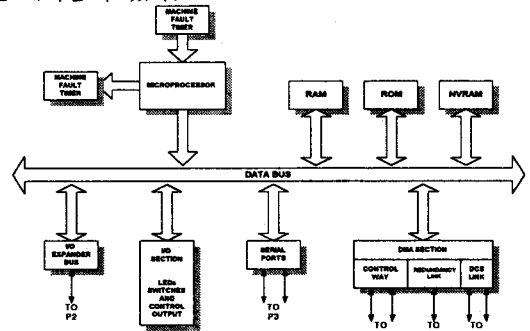 MACHINE
FAULT
TIMER
MACHINE
FAULT
TIMER
MICROPROCESSOR
RAM
ROM
NVRAM
DATA BUS
I/O
EXPANDER
BUS
I/O
SECTION
LEDs
SWITCHES
AND
CONTROL
OUTPUT
SERIAL
PORTS
DMA SECTION
CONTROL
WAY
REDUNDANCY
LINK
DCS
LINK
TO
P2
TO
P3
TO
TO
TO